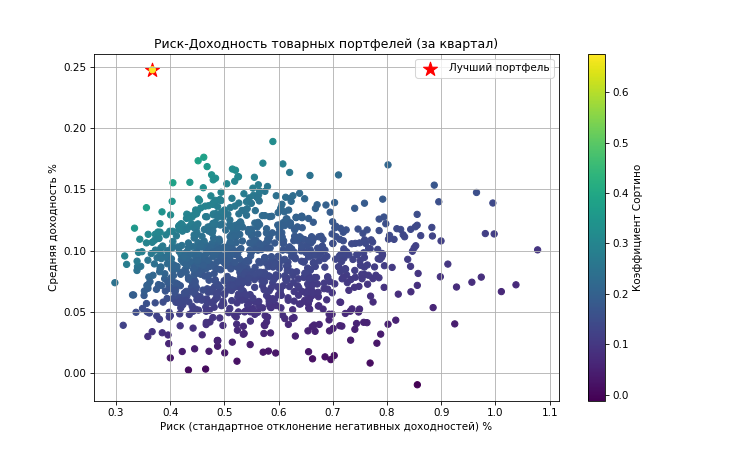 Риск-Доходность товарных портфелей (за квартал)
Лучший портфель
Средняя доходность %
0.25
0.20
0.15
0.10
0.05
0.00
0.3 0.4 0.5 0.6 0.7 0.8 0.9 1.0 1.1
Риск (стандартное отклонение негативных доходностей) %
0.6
0.5
0.4
0.3
0.2
0.1
0.0
Коэффициент Сортино